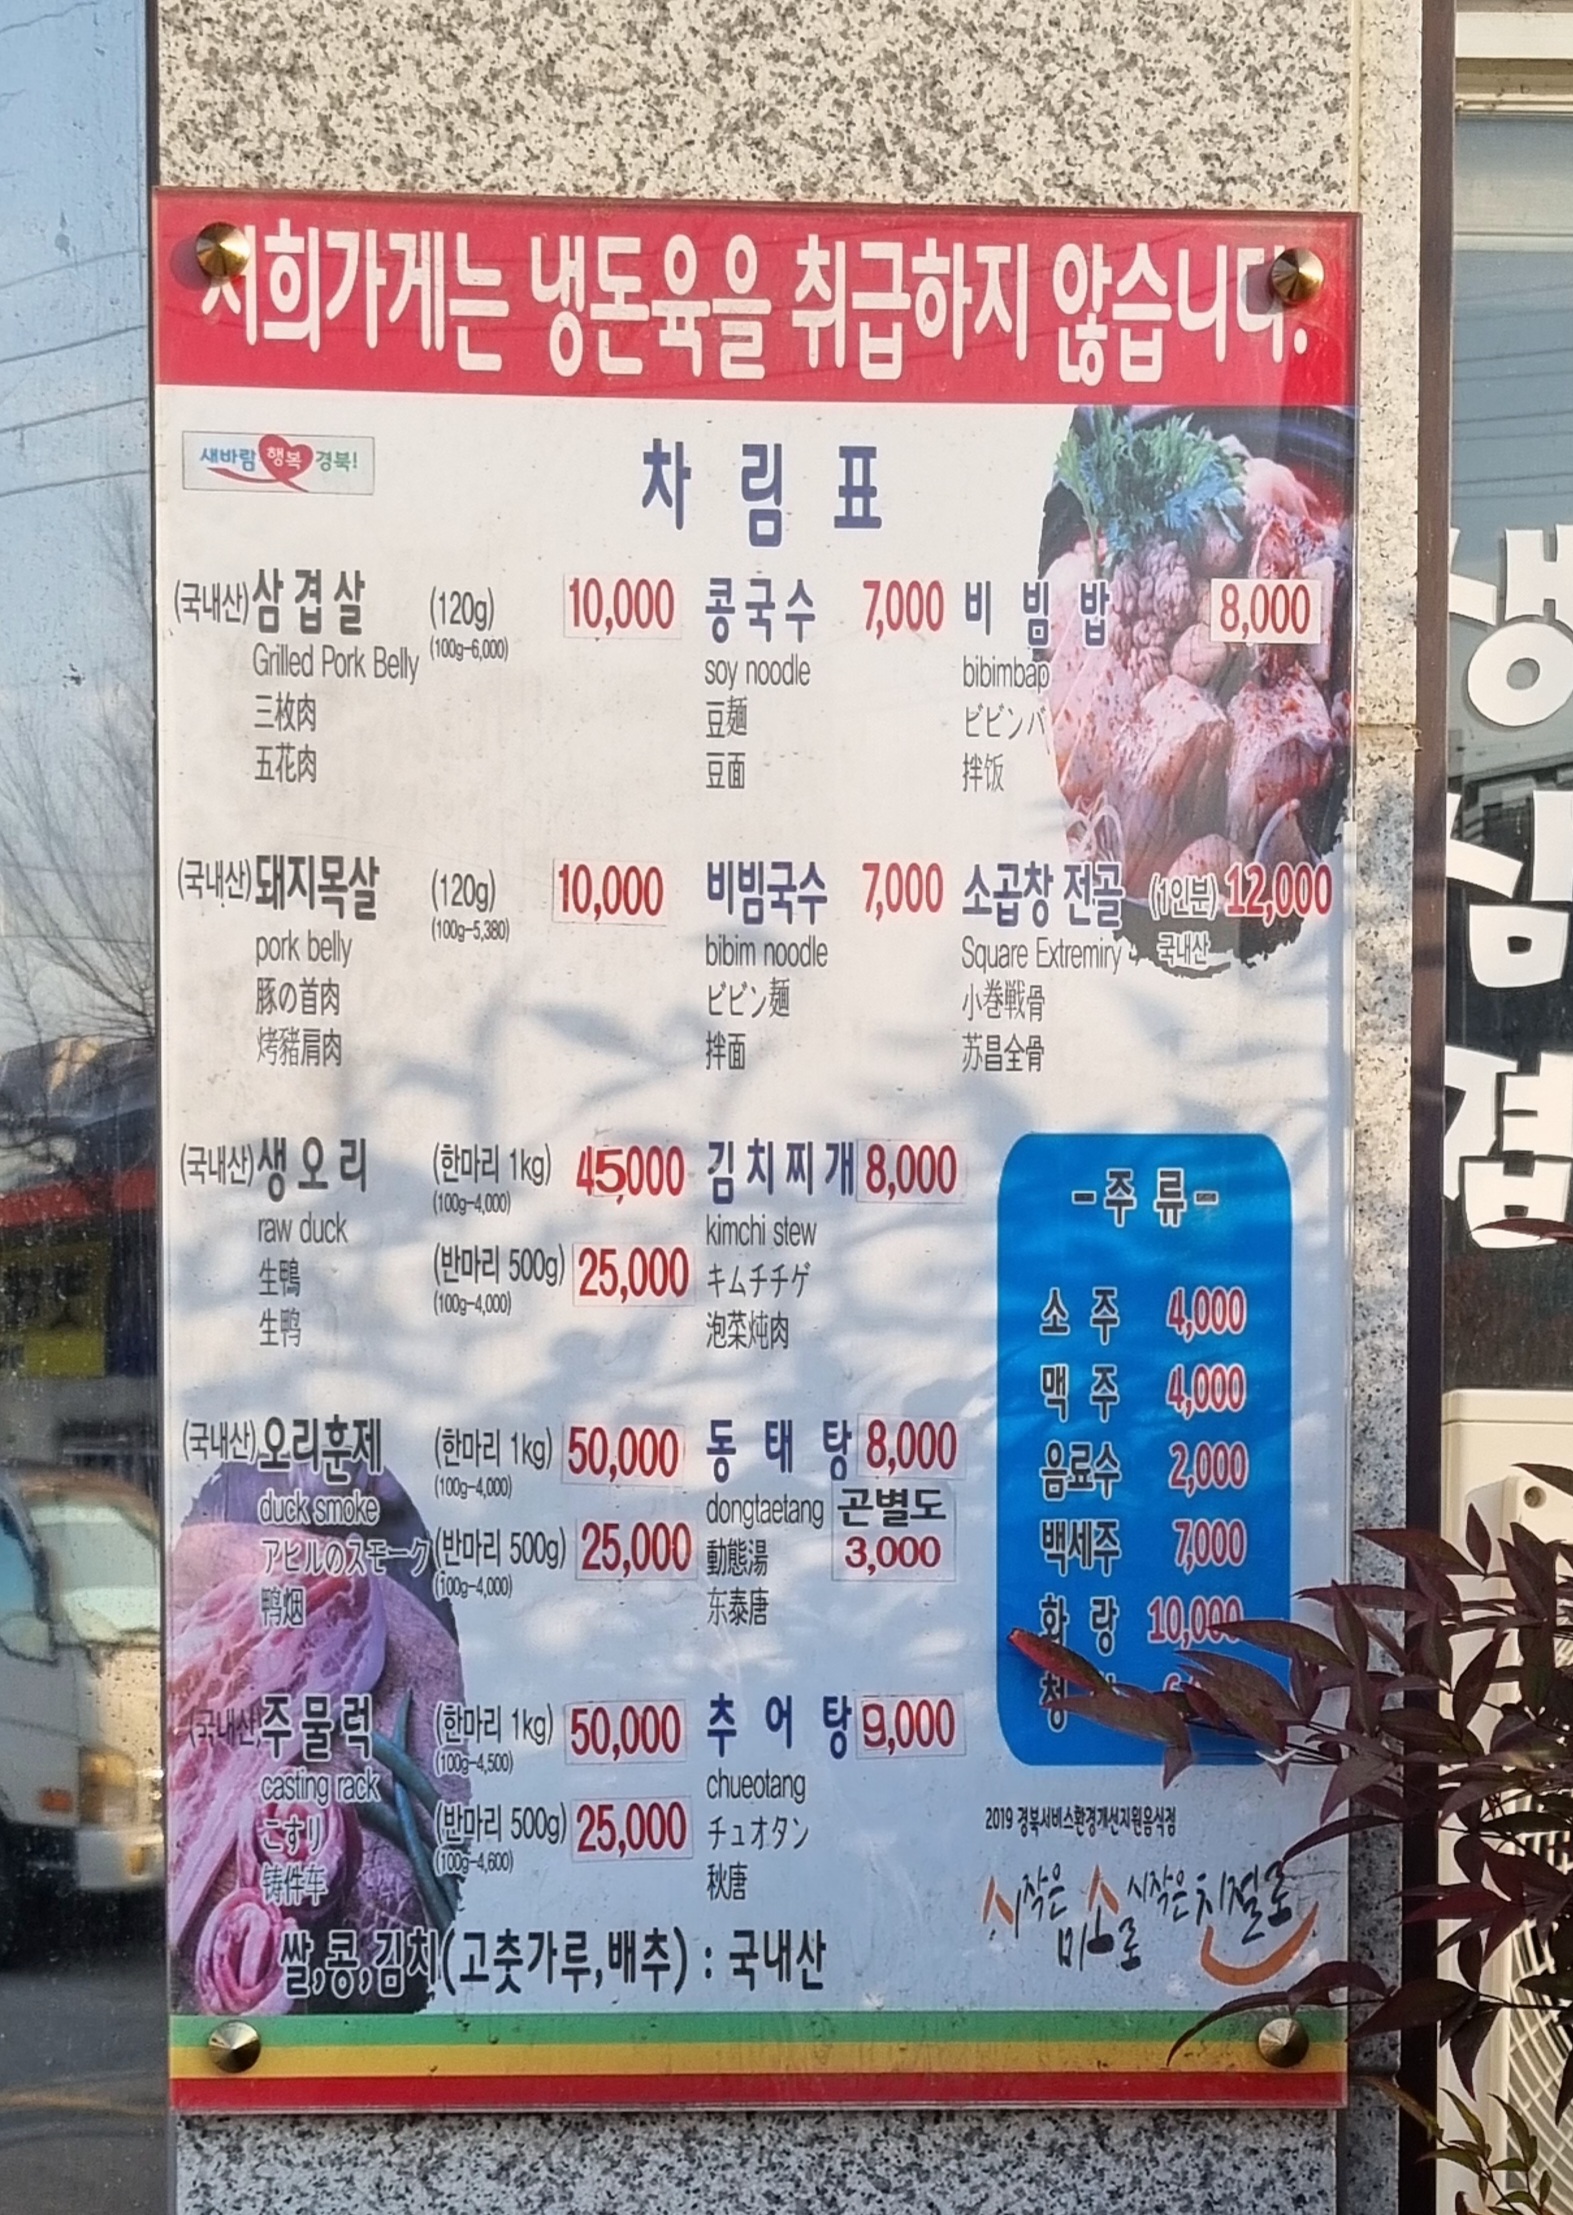 저희가게는 냉돈육을 취급하지 않습니다.
새바람 행복 경북!
차 림 표
(국내산) 삼 겹 살 (120g) 10,000
(100g-6,000)
Grilled Pork Belly
三枚肉
五花肉
콩 국 수 7,000
soy noodle
豆麺
豆面
비 빔 밥 8,000
bibimbap
ビビンバ
拌饭
(국내산) 돼지목살 (120g) 10,000
(100g-5,380)
pork belly
豚の首肉
烤豬肩肉
비빔국수 7,000
bibim noodle
ビビン麺
拌面
소곱창 전골 (1인분) 12,000
국내산
Square Extremiry
小巻戦骨
苏昌全骨
(국내산) 생 오 리 (한마리 1kg) 45,000
(100g-4,000)
raw duck
(반마리 500g) 25,000
(100g-4,000)
生鴨
生鸭
김 치 찌 개 8,000
kimchi stew
キムチチゲ
泡菜炖肉
(국내산) 오리훈제 (한마리 1kg) 50,000
(100g-4,000)
duck smoke
(반마리 500g) 25,000
(100g-4,000)
アヒルのスモーク
鸭烟
동 태 탕 8,000
dongtaetang
곤별도
3,000
動態湯
东泰唐
(국내산) 주 물 럭 (한마리 1kg) 50,000
(100g-4,500)
casting rack
(반마리 500g) 25,000
(100g-4,600)
こすり
铸件车
추 어 탕 9,000
chueotang
チュオタン
秋唐
- 주 류 -
소 주 4,000
맥 주 4,000
음료수 2,000
백세주 7,000
화 랑 10,000
청
2019 경북서비스환경개선지원음식점
시작은 미소로 시작은 친절로
쌀,콩,김치(고춧가루,배추) : 국내산
생
삼
겹